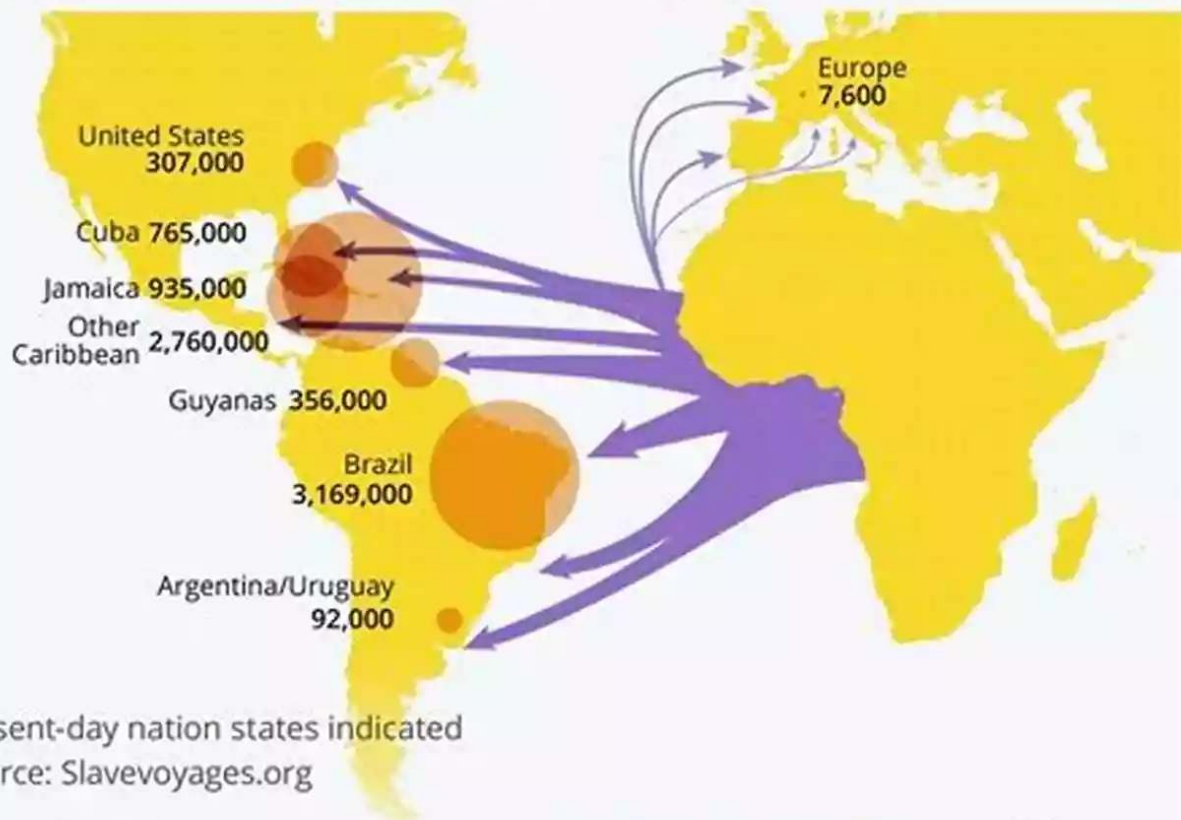 Europe
7,600
United States
307,000
Cuba 765,000
Jamaica 935,000
Other
Caribbean 2,760,000
Guyanas 356,000
Brazil
3,169,000
Argentina/Uruguay
92,000
sent-day nation states indicated
rce: Slavevoyages.org